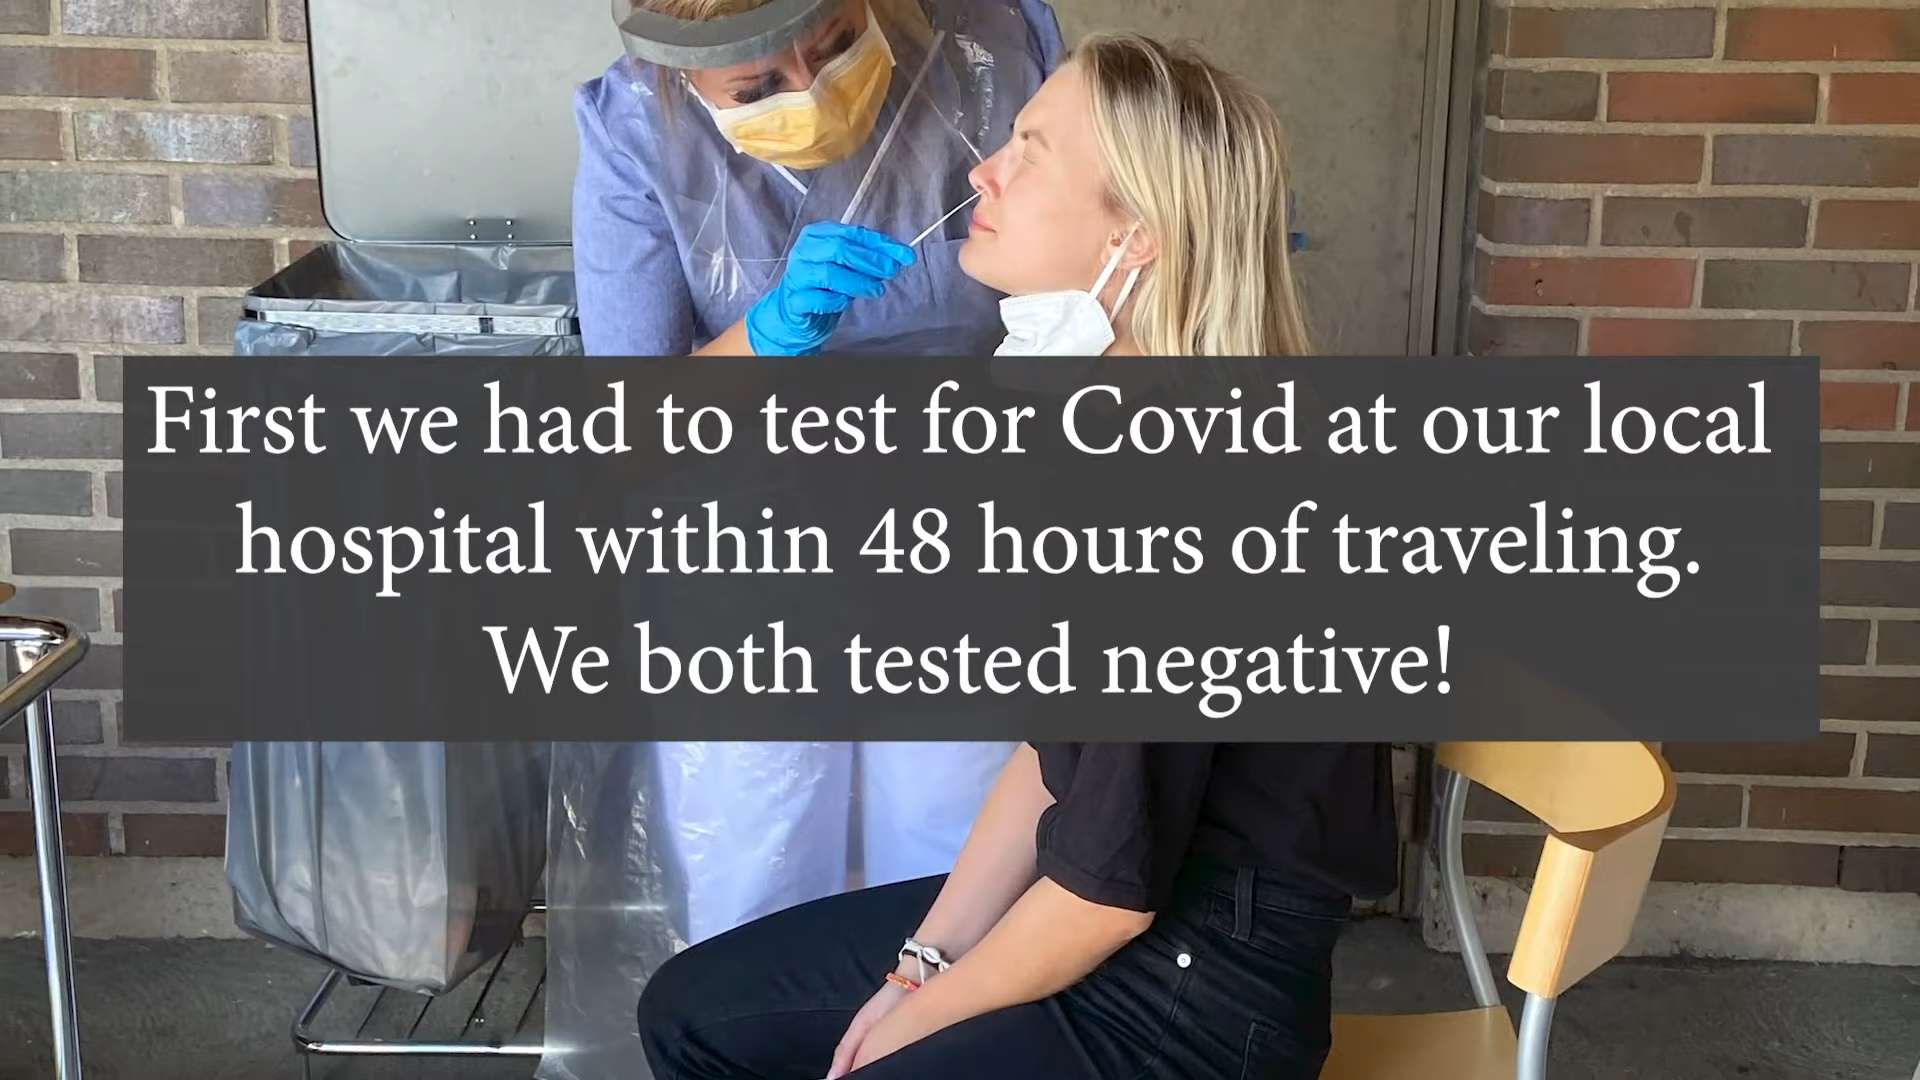 First we had to test for Covid at our local
hospital within 48 hours of traveling.
We both tested negative!